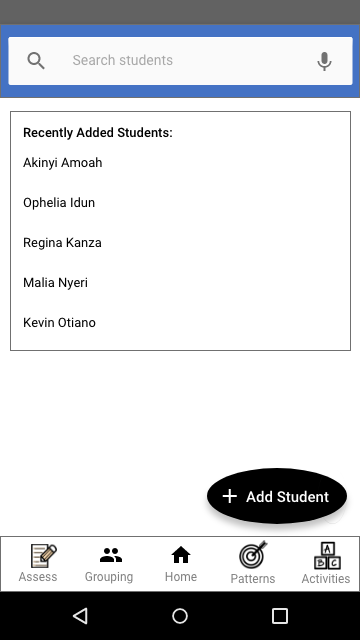 Search students
Recently Added Students:
Akinyi Amoah
Ophelia Idun
Regina Kanza
Malia Nyeri
Kevin Otiano
+ Add Student
A
B C
Assess Grouping Home Patterns Activities